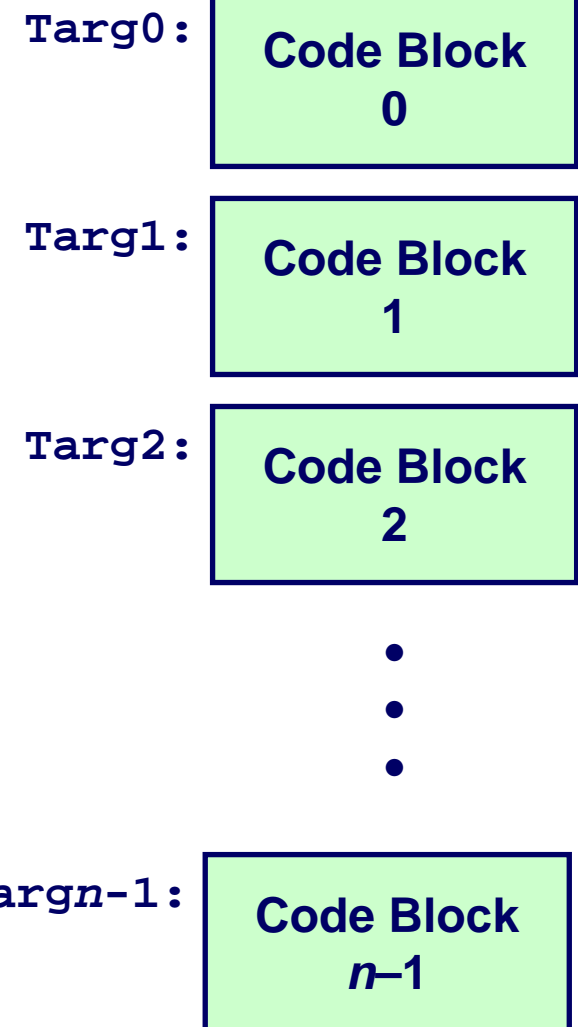 Targ0:
Code Block
0
Targ1:
Code Block
1
Targ2:
Code Block
2
•
•
•
argn-1:
Code Block
n–1